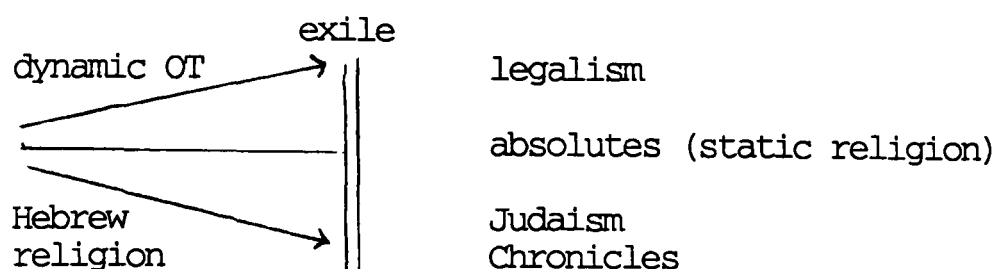 exile
dynamic OT
legalism
absolutes (static religion)
Hebrew
religion
Judaism
Chronicles